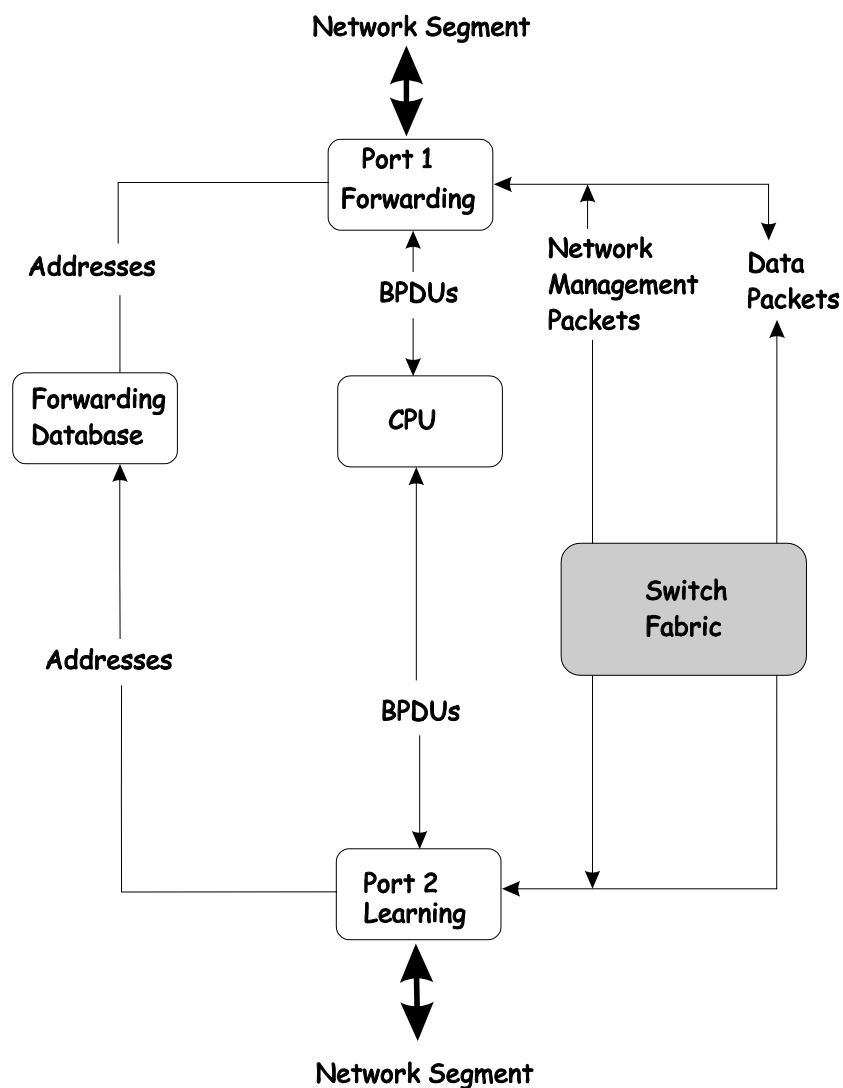 Network Segment
Port 1
Forwarding
Addresses
BPDUs
Network
Management
Packets
Data
Packets
Forwarding
Database
CPU
Switch
Fabric
Addresses
BPDUs
Port 2
Learning
Network Segment